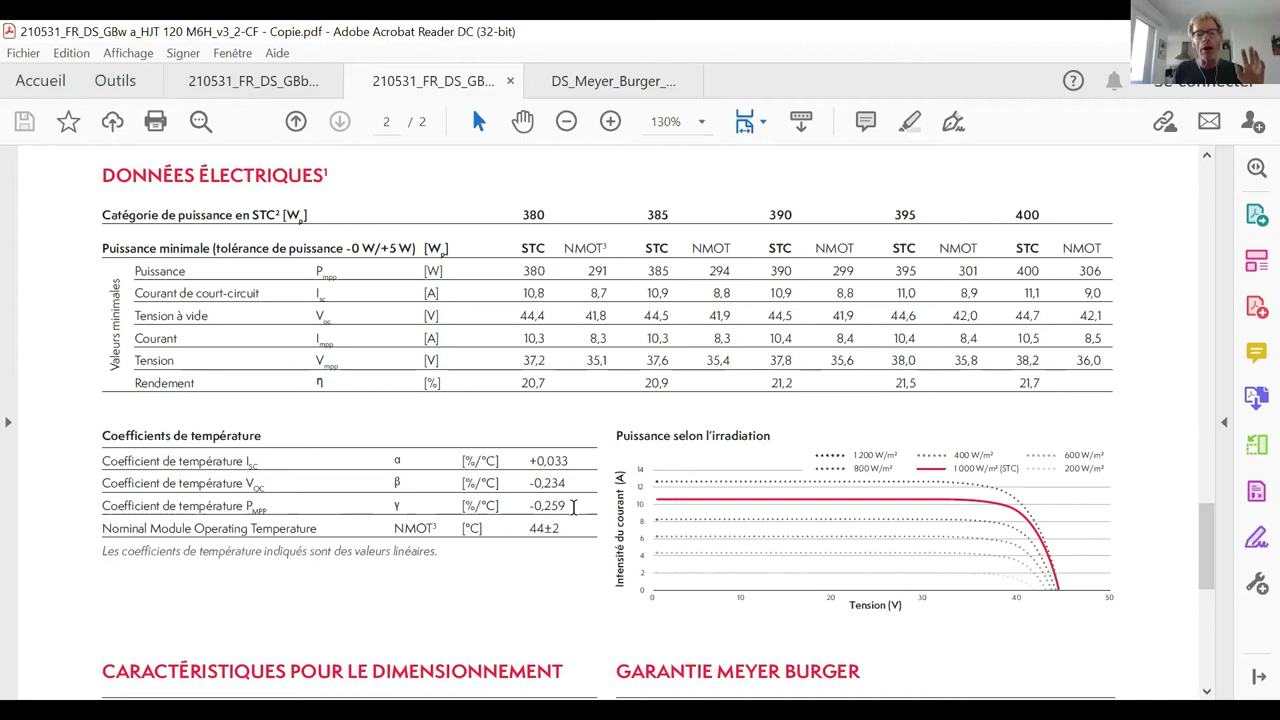 210531_FR_DS_GBw a_HJT 120 M6H_v3_2-CF - Copie.pdf - Adobe Acrobat Reader DC (32-bit)
Fichier Edition Affichage Signer Fenêtre Aide
Accueil Outils 210531_FR_DS_GBb... 210531_FR_DS_GB... × DS_Meyer_Burger_...
2 / 2 130%
DONNÉES ÉLECTRIQUES¹
Catégorie de puissance en STC² [Wp] 380 385 390 395 400
Puissance minimale (tolérance de puissance -0 W/+5 W) [Wp] STC NMOT³ STC NMOT STC NMOT STC NMOT STC NMOT
Valeurs minimales
Puissance Pmpp [W] 380 291 385 294 390 299 395 301 400 306
Courant de court-circuit Isc [A] 10,8 8,7 10,9 8,8 10,9 8,8 11,0 8,9 11,1 9,0
Tension à vide Voc [V] 44,4 41,8 44,5 41,9 44,5 41,9 44,6 42,0 44,7 42,1
Courant Impp [A] 10,3 8,3 10,3 8,3 10,4 8,4 10,4 8,4 10,5 8,5
Tension Vmpp [V] 37,2 35,1 37,6 35,4 37,8 35,6 38,0 35,8 38,2 36,0
Rendement η [%] 20,7 20,9 21,2 21,5 21,7
Coefficients de température
Coefficient de température ISC α [%/°C] +0,033
Coefficient de température VOC β [%/°C] -0,234
Coefficient de température PMPP γ [%/°C] -0,259
Nominal Module Operating Temperature NMOT³ [°C] 44±2
Les coefficients de température indiqués sont des valeurs linéaires.
Puissance selon l'irradiation
1 200 W/m² 400 W/m² 600 W/m²
800 W/m² 1 000 W/m² (STC) 200 W/m²
Intensité du courant (A)
14
12
10
8
6
4
2
0
0 10 20 30 40 50
Tension (V)
CARACTÉRISTIQUES POUR LE DIMENSIONNEMENT
GARANTIE MEYER BURGER